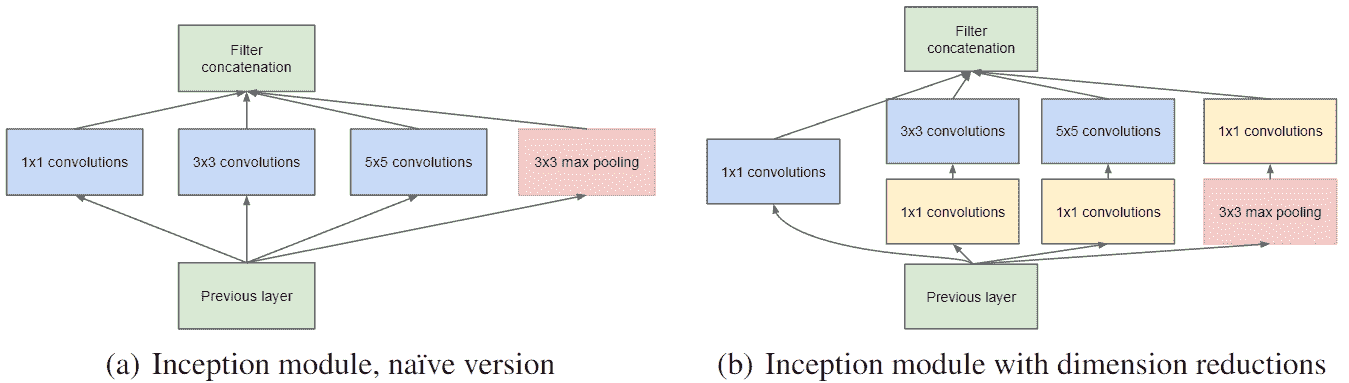 Filter
concatenation
1x1 convolutions
3x3 convolutions
5x5 convolutions
3x3 max pooling
Previous layer
(a) Inception module, naïve version
Filter
concatenation
3x3 convolutions
5x5 convolutions
1x1 convolutions
1x1 convolutions
1x1 convolutions
1x1 convolutions
3x3 max pooling
Previous layer
(b) Inception module with dimension reductions